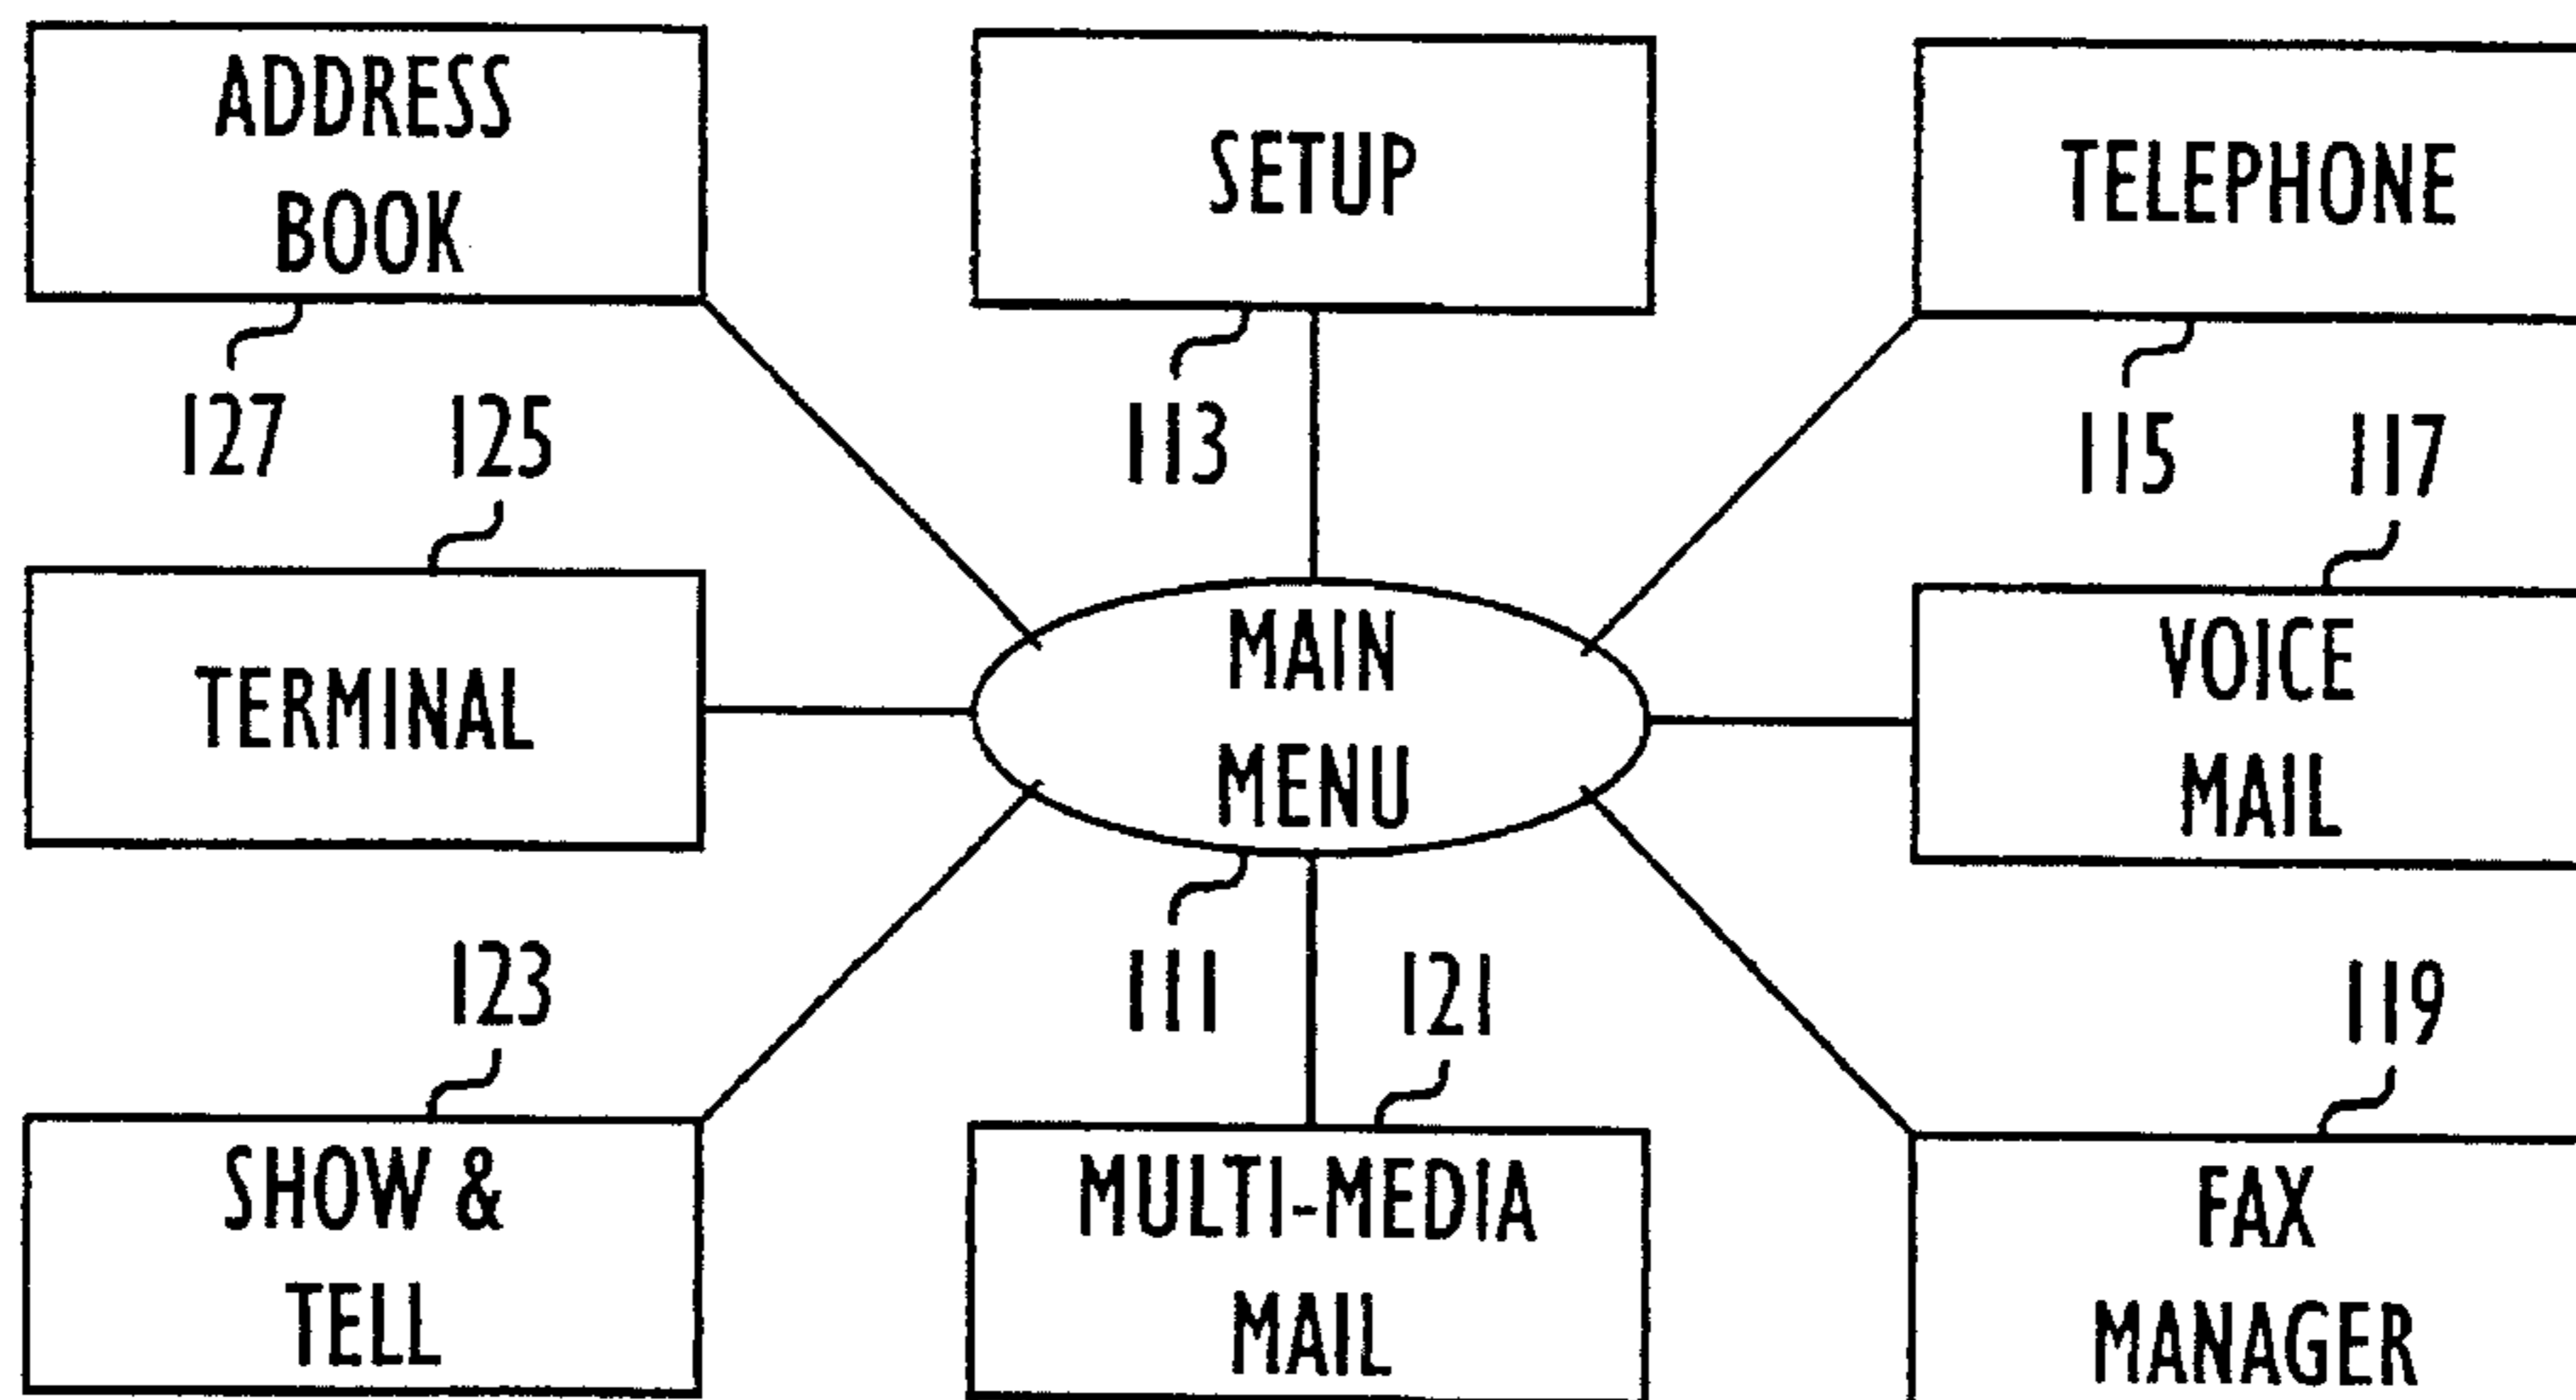 ADDRESS
BOOK
SETUP
TELEPHONE
127
125
113
115
117
TERMINAL
MAIN
MENU
VOICE
MAIL
123
111
121
119
SHOW &
TELL
MULTI-MEDIA
MAIL
FAX
MANAGER